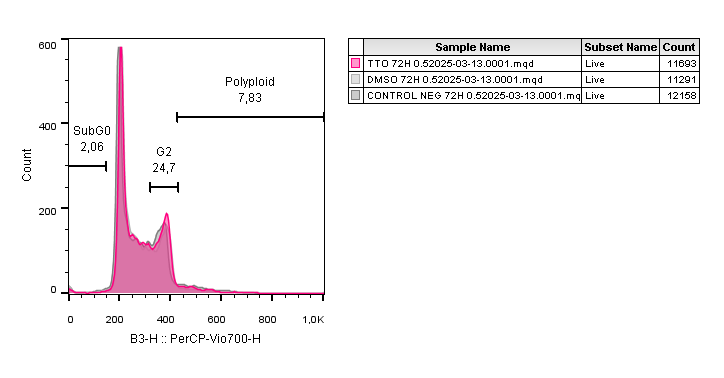 600
400
200
0
Count
SubG0
2,06
G2
24,7
Polyploid
7,83
0 200 400 600 800 1,0K
B3-H :: PerCP-Vio700-H
Sample Name Subset Name Count
TTO 72H 0.52025-03-13.0001.mqd Live 11693
DMSO 72H 0.52025-03-13.0001.mqd Live 11291
CONTROL NEG 72H 0.52025-03-13.0001.mq Live 12158